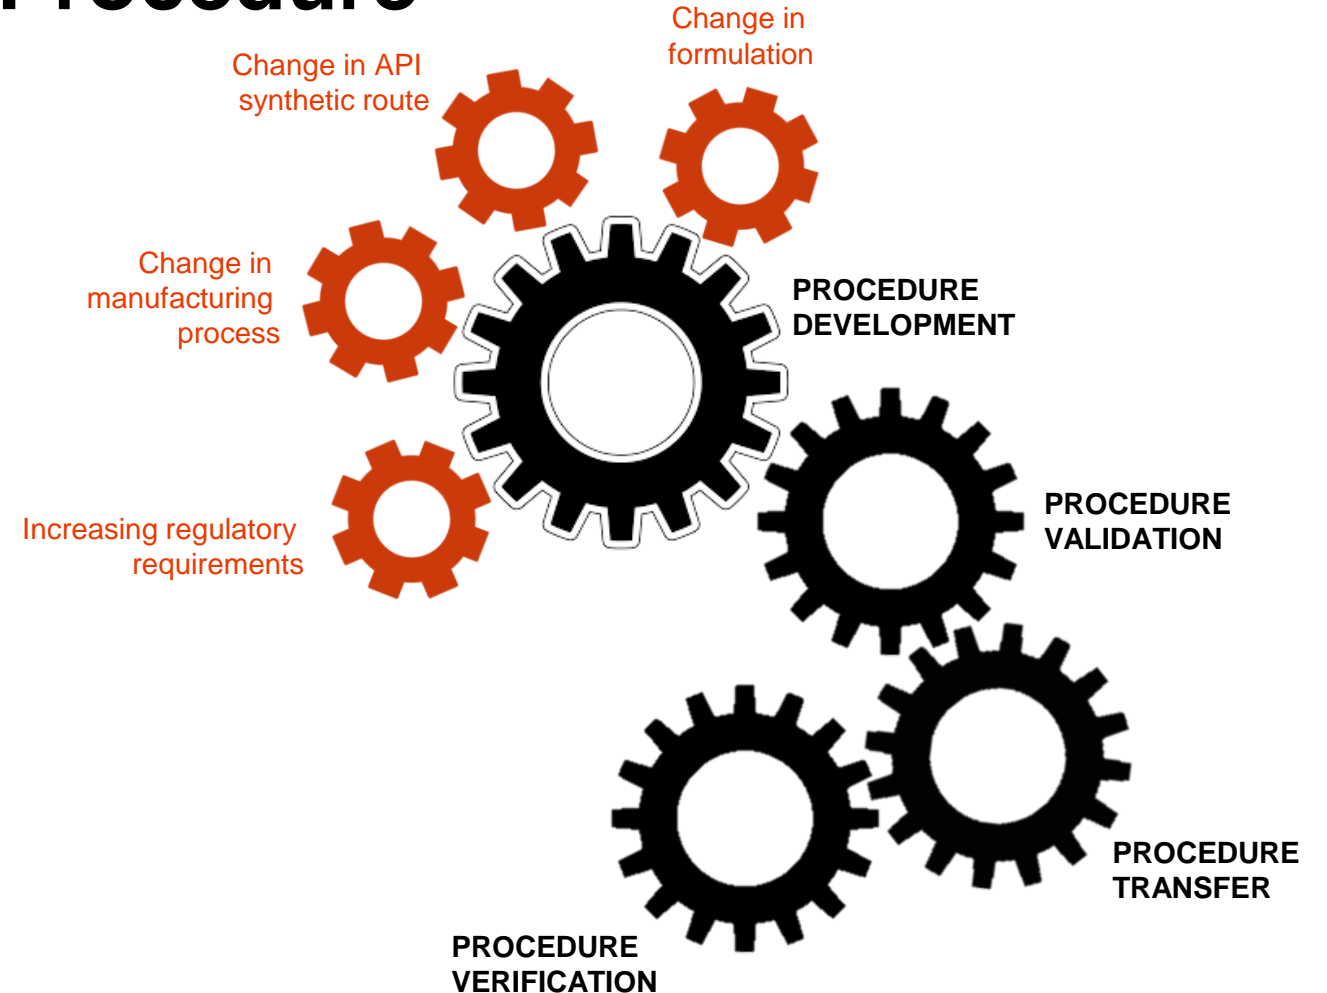 Procedure
Change in
formulation
Change in API
synthetic route
Change in
manufacturing
process
PROCEDURE
DEVELOPMENT
Increasing regulatory
requirements
PROCEDURE
VALIDATION
PROCEDURE
TRANSFER
PROCEDURE
VERIFICATION